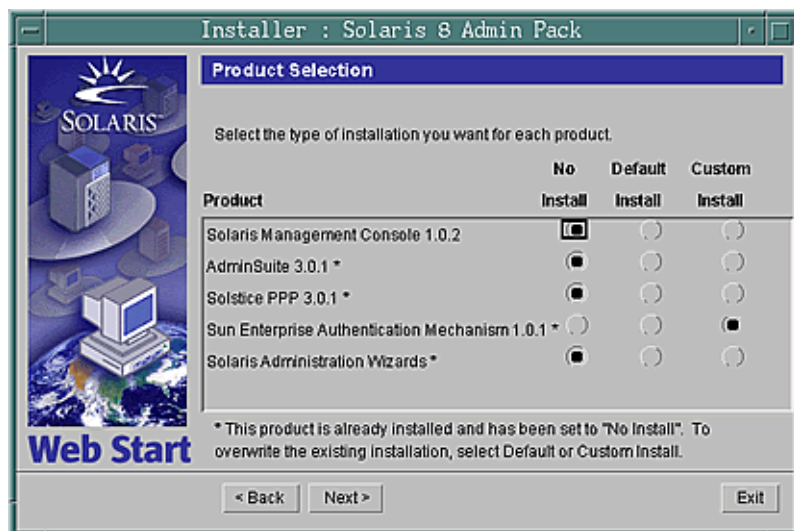 Installer : Solaris 8 Admin Pack
SOLARIS
Product Selection
Select the type of installation you want for each product.
No Default Custom
Product Install Install Install
Solaris Management Console 1.0.2
AdminSuite 3.0.1 *
Solstice PPP 3.0.1 *
Sun Enterprise Authentication Mechanism 1.0.1 *
Solaris Administration Wizards *
* This product is already installed and has been set to "No Install". To
overwrite the existing installation, select Default or Custom Install.
Web Start
< Back Next > Exit